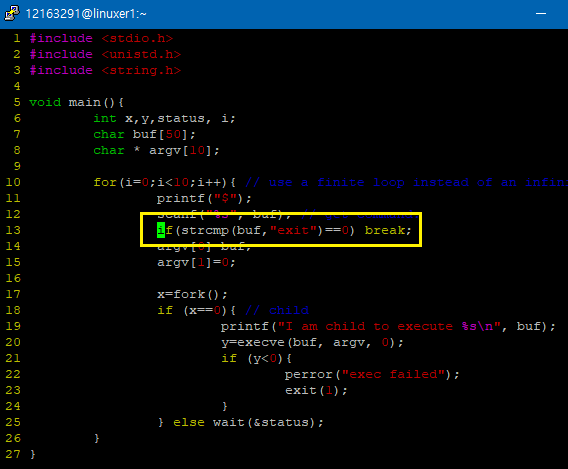 12163291@linuxer1:~
1 #include <stdio.h>
2 #include <unistd.h>
3 #include <string.h>
4
5 void main(){
6 int x,y,status, i;
7 char buf[50];
8 char * argv[10];
9
10 for(i=0;i<10;i++){ // use a finite loop instead of an infin
11 printf("$");
12 buf);
13 if(strcmp(buf,"exit")==0) break;
14 buf;
15 argv[1]=0;
16
17 x=fork();
18 if (x==0){ // child
19 printf("I am child to execute %s\n", buf);
20 y=execve(buf, argv, 0);
21 if (y<0){
22 perror("exec failed");
23 exit(1);
24 }
25 } else wait(&status);
26 }
27 }